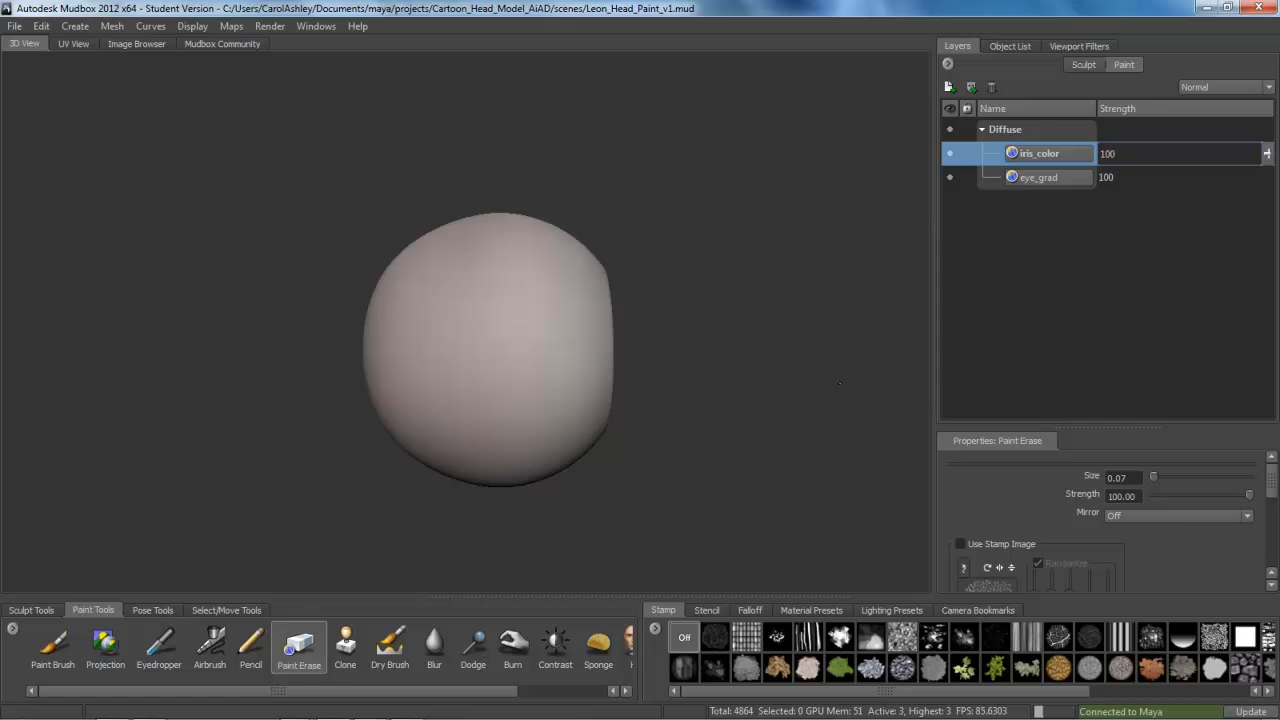 Autodesk Mudbox 2012 x64 - Student Version - C:/Users/CarolAshley/Documents/maya/projects/Cartoon_Head_Model_AiAD/scenes/Leon_Head_Paint_v1.mud
File Edit Create Mesh Curves Display Maps Render Windows Help
3D View UV View Image Browser Mudbox Community
Layers Object List Viewport Filters
Sculpt Paint
Normal
Name Strength
Diffuse
iris_color 100
eye_grad 100
Properties: Paint Erase
Size 0.07
Strength 100.00
Mirror Off
Use Stamp Image
Randomize
Sculpt Tools Paint Tools Pose Tools Select/Move Tools
Stamp Stencil Falloff Material Presets Lighting Presets Camera Bookmarks
Off
Paint Brush Projection Eyedropper Airbrush Pencil Paint Erase Clone Dry Brush Blur Dodge Burn Contrast Sponge
Total: 4864 Selected: 0 GPU Mem: 51 Active: 3, Highest: 3 FPS: 85.6303
Connected to Maya
Update